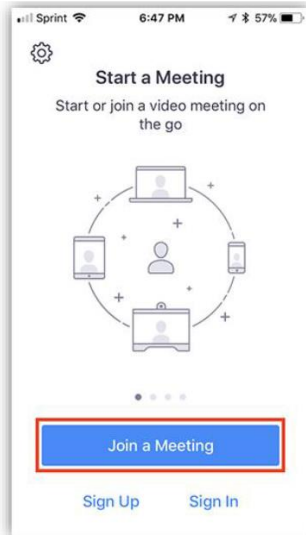 Sprint 6:47 PM 57%
Start a Meeting
Start or join a video meeting on
the go
Join a Meeting
Sign Up Sign In